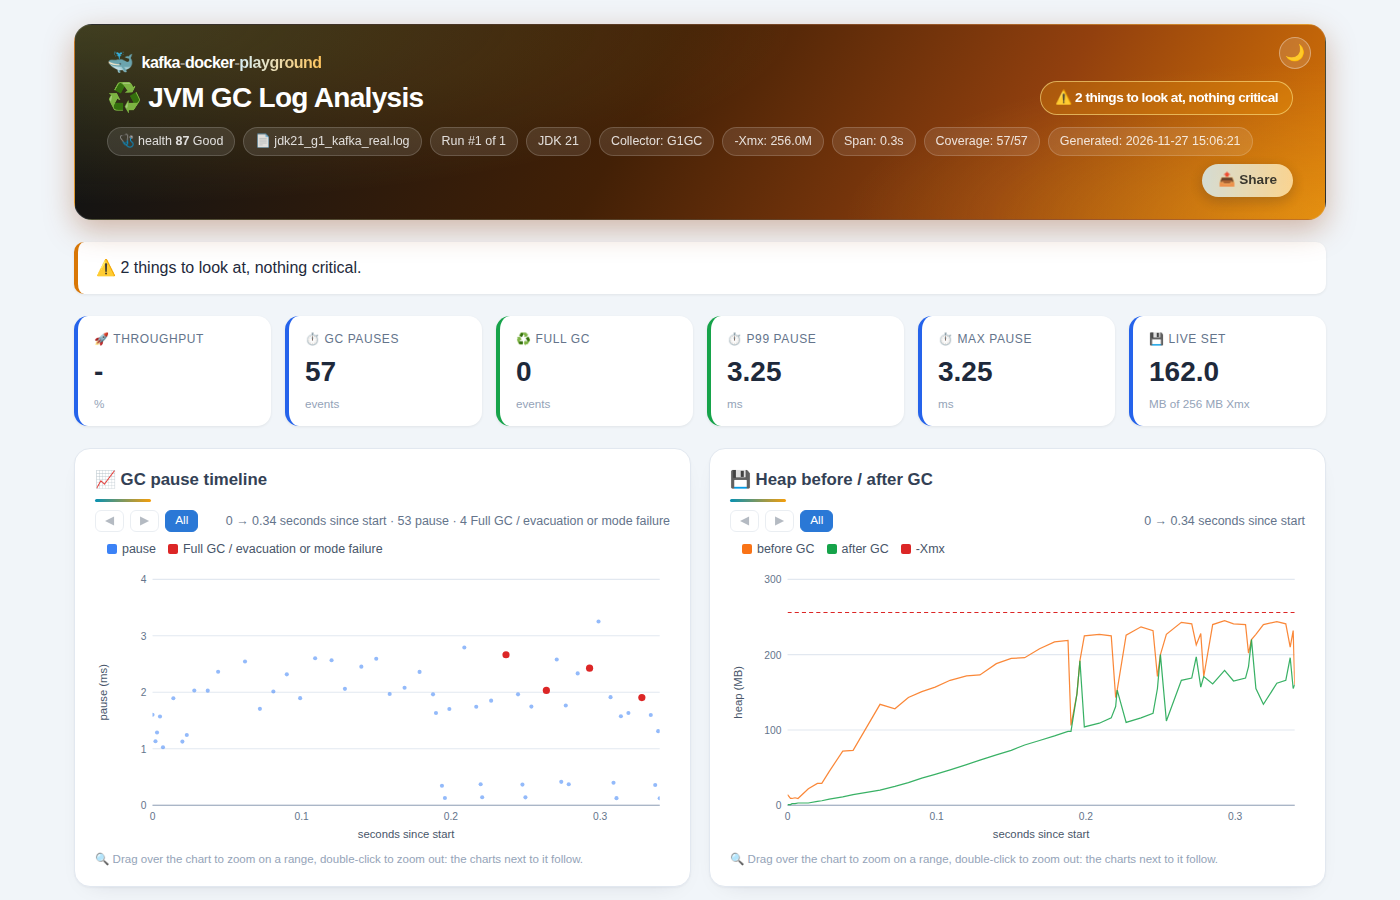 🐳 kafka-docker-playground
🌙
♻️ JVM GC Log Analysis
⚠️ 2 things to look at, nothing critical
🩺 health 87 Good
📄 jdk21_g1_kafka_real.log
Run #1 of 1
JDK 21
Collector: G1GC
-Xmx: 256.0M
Span: 0.3s
Coverage: 57/57
Generated: 2026-11-27 15:06:21
📤 Share
⚠️ 2 things to look at, nothing critical.
🚀 THROUGHPUT
-
%
⏱️ GC PAUSES
57
events
♻️ FULL GC
0
events
⏱️ P99 PAUSE
3.25
ms
⏱️ MAX PAUSE
3.25
ms
💾 LIVE SET
162.0
MB of 256 MB Xmx
📈 GC pause timeline
◀ ▶ All
0 → 0.34 seconds since start · 53 pause · 4 Full GC / evacuation or mode failure
pause
Full GC / evacuation or mode failure
pause (ms)
4
3
2
1
0
0 0.1 0.2 0.3
seconds since start
🔍 Drag over the chart to zoom on a range, double-click to zoom out: the charts next to it follow.
💾 Heap before / after GC
◀ ▶ All
0 → 0.34 seconds since start
before GC
after GC
-Xmx
heap (MB)
300
200
100
0
0 0.1 0.2 0.3
seconds since start
🔍 Drag over the chart to zoom on a range, double-click to zoom out: the charts next to it follow.